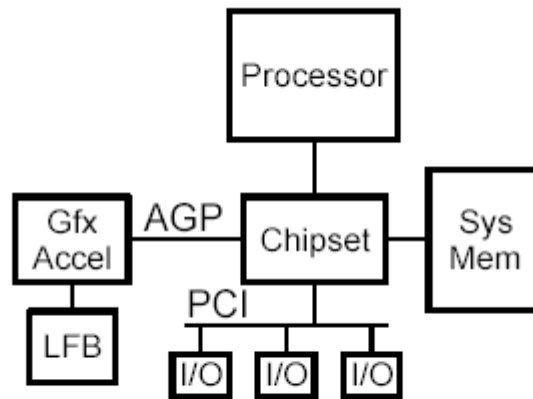 Processor
Gfx
Accel
AGP
Chipset
Sys
Mem
PCI
LFB
I/O
I/O
I/O